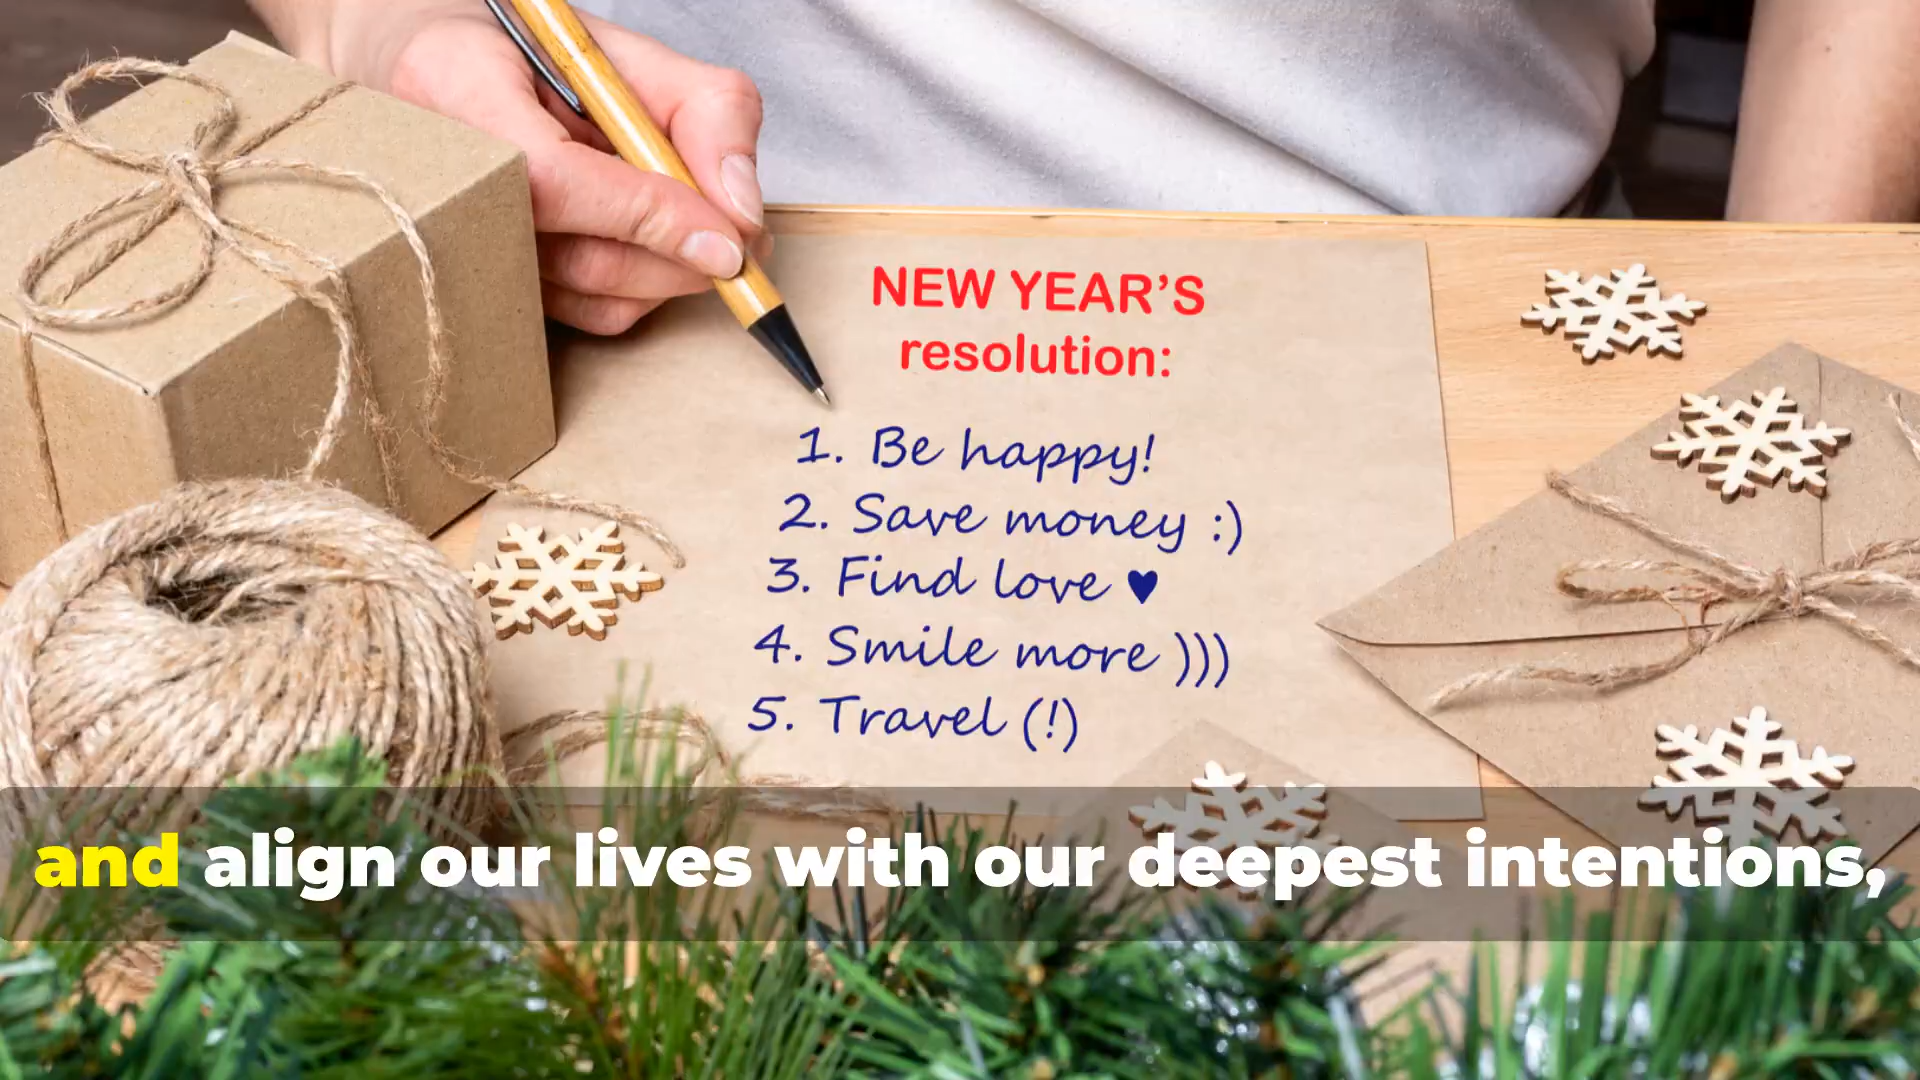 NEW YEAR’S
resolution:
1. Be happy!
2. Save money :)
3. Find love ♥
4. Smile more )))
5. Travel (!)
and align our lives with our deepest intentions,